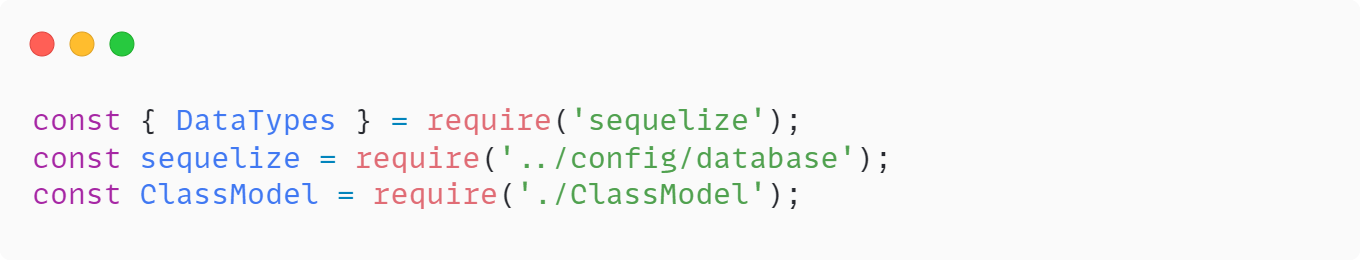 const { DataTypes } = require('sequelize');
const sequelize = require('../config/database');
const ClassModel = require('./ClassModel');